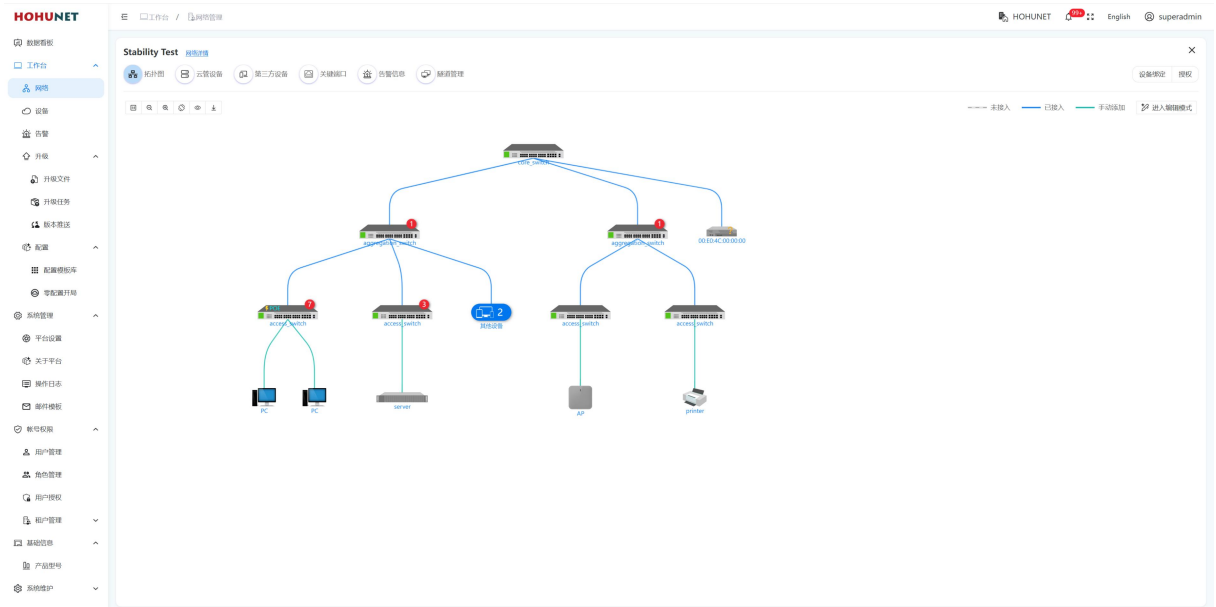 HOHUNET
工作台 / 网络管理
HOHUNET 99+ English superadmin
数据看板
工作台
网络
设备
告警
升级
升级文件
升级任务
版本推送
配置
配置模板库
零配置开局
系统管理
平台设置
关于平台
操作日志
邮件模板
帐号权限
用户管理
角色管理
用户授权
租户管理
基础信息
产品型号
系统维护
Stability Test 网络详情
拓扑图 云管设备 第三方设备 关键端口 告警信息 隧道管理
设备绑定 授权
未接入 已接入 手动添加 进入编辑模式
core_switch
1
1
aggregation_switch
aggregation_switch
00:E0:4C:00:00:00
7
3
2
access_switch
access_switch
其他设备
access_switch
access_switch
PC
PC
server
AP
printer